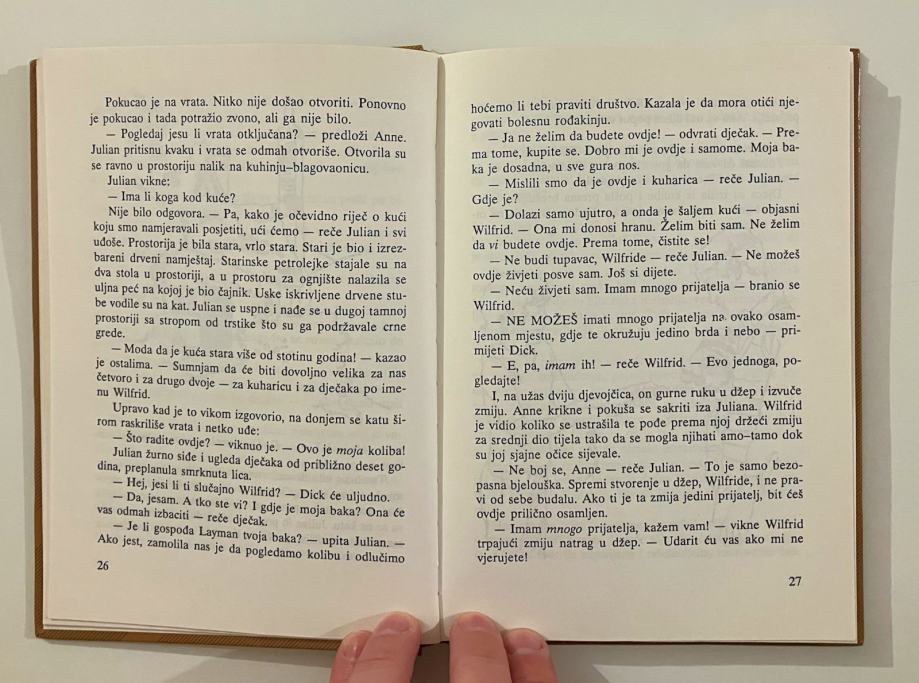 Pokucao je na vrata. Nitko nije došao otvoriti. Ponovno
je pokucao i tada potražio zvono, ali ga nije bilo.
— Pogledaj jesu li vrata otključana? — predloži Anne.
Julian pritisnu kvaku i vrata se odmah otvoriše. Otvorila su
se ravno u prostoriju nalik na kuhinju–blagovaonicu.
Julian vikne:
— Ima li koga kod kuće?
Nije bilo odgovora. — Pa, kako je očevidno riječ o kući
koju smo namjeravali posjetiti, ući ćemo — reče Julian i svi
uđoše. Prostorija je bila stara, vrlo stara. Stari je bio i izrez-
bareni drveni namještaj. Starinske petrolejke stajale su na
dva stola u prostoriji, a u prostoru za ognjište nalazila se
uljna peć na kojoj je bio čajnik. Uske iskrivljene drvene stu-
be vodile su na kat. Julian se uspne i nađe se u dugoj tamnoj
prostoriji sa stropom od trstike što su ga podržavale crne
grede.
— Moda da je kuća stara više od stotinu godina! — kazao
je ostalima. — Sumnjam da će biti dovoljno velika za nas
četvoro i za drugo dvoje — za kuharicu i za dječaka po ime-
nu Wilfrid.
Upravo kad je to vikom izgovorio, na donjem se katu ši-
rom raskriliše vrata i netko uđe:
— Što radite ovdje? — viknuo je. — Ovo je moja koliba!
Julian žurno siđe i ugleda dječaka od približno deset go-
dina, preplanula smrknuta lica.
— Hej, jesi li ti slučajno Wilfrid? — Dick će uljudno.
— Da, jesam. A tko ste vi? I gdje je moja baka? Ona će
vas odmah izbaciti — reče dječak.
— Je li gospođa Layman tvoja baka? — upita Julian. —
Ako jest, zamolila nas je da pogledamo kolibu i odlučimo
26
hoćemo li tebi praviti društvo. Kazala je da mora otići nje-
govati bolesnu rođakinju.
— Ja ne želim da budete ovdje! — odvrati dječak. — Pre-
ma tome, kupite se. Dobro mi je ovdje i samome. Moja ba-
ka je dosadna, u sve gura nos.
— Mislili smo da je ovdje i kuharica — reče Julian. —
Gdje je?
— Dolazi samo ujutro, a onda je šaljem kući — objasni
Wilfrid. — Ona mi donosi hranu. Želim biti sam. Ne želim
da vi budete ovdje. Prema tome, čistite se!
— Ne budi tupavac, Wilfride — reče Julian. — Ne možeš
ovdje živjeti posve sam. Još si dijete.
— Neću živjeti sam. Imam mnogo prijatelja — branio se
Wilfrid.
— NE MOŽEŠ imati mnogo prijatelja na ovako osam-
ljenom mjestu, gdje te okružuju jedino brda i nebo — pri-
mijeti Dick.
— E, pa, imam ih! — reče Wilfrid. — Evo jednoga, po-
gledajte!
I, na užas dviju djevojčica, on gurne ruku u džep i izvuče
zmiju. Anne krikne i pokuša se sakriti iza Juliana. Wilfrid
je vidio koliko se ustrašila te pođe prema njoj držeći zmiju
za srednji dio tijela tako da se mogla njihati amo–tamo dok
su joj sjajne očice sijevale.
— Ne boj se, Anne — reče Julian. — To je samo bezo-
pasna bjelouška. Spremi stvorenje u džep, Wilfride, i ne pra-
vi od sebe budalu. Ako ti je ta zmija jedini prijatelj, bit ćeš
ovdje prilično osamljen.
— Imam mnogo prijatelja, kažem vam! — vikne Wilfrid
trpajući zmiju natrag u džep. — Udarit ću vas ako mi ne
vjerujete!
27